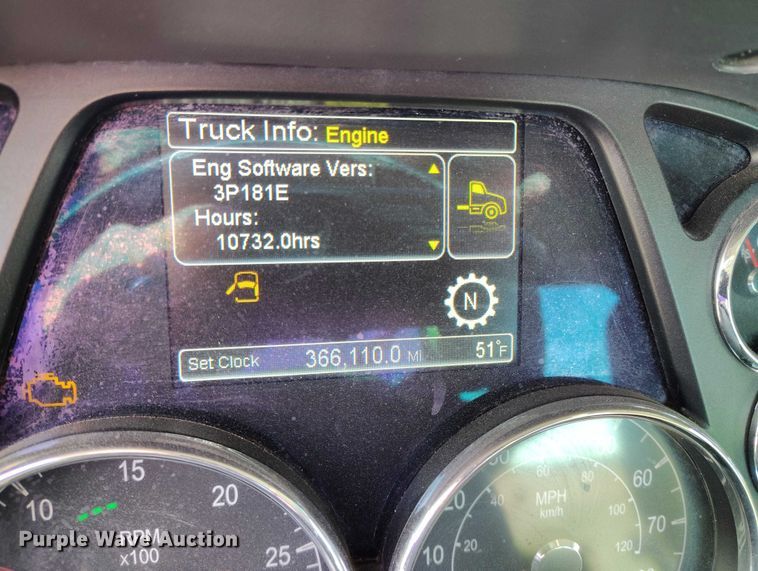 Truck Info: Engine
Eng Software Vers:
3P181E
Hours:
10732.0hrs
N
Set Clock 366,110.0 MI 51°F
10 15 20 25
RPM
x100
10 20 60 70
MPH
km/h
20 60 80 100 120
Purple Wave Auction